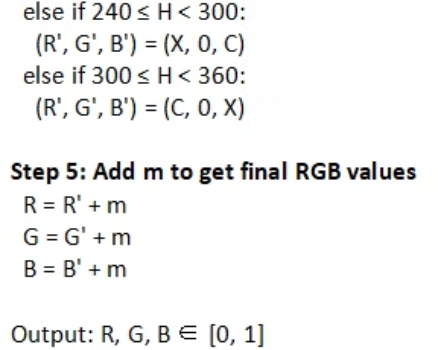 else if 240 ≤ H < 300:
(R', G', B') = (X, 0, C)
else if 300 ≤ H < 360:
(R', G', B') = (C, 0, X)
Step 5: Add m to get final RGB values
R = R' + m
G = G' + m
B = B' + m
Output: R, G, B ∈ [0, 1]